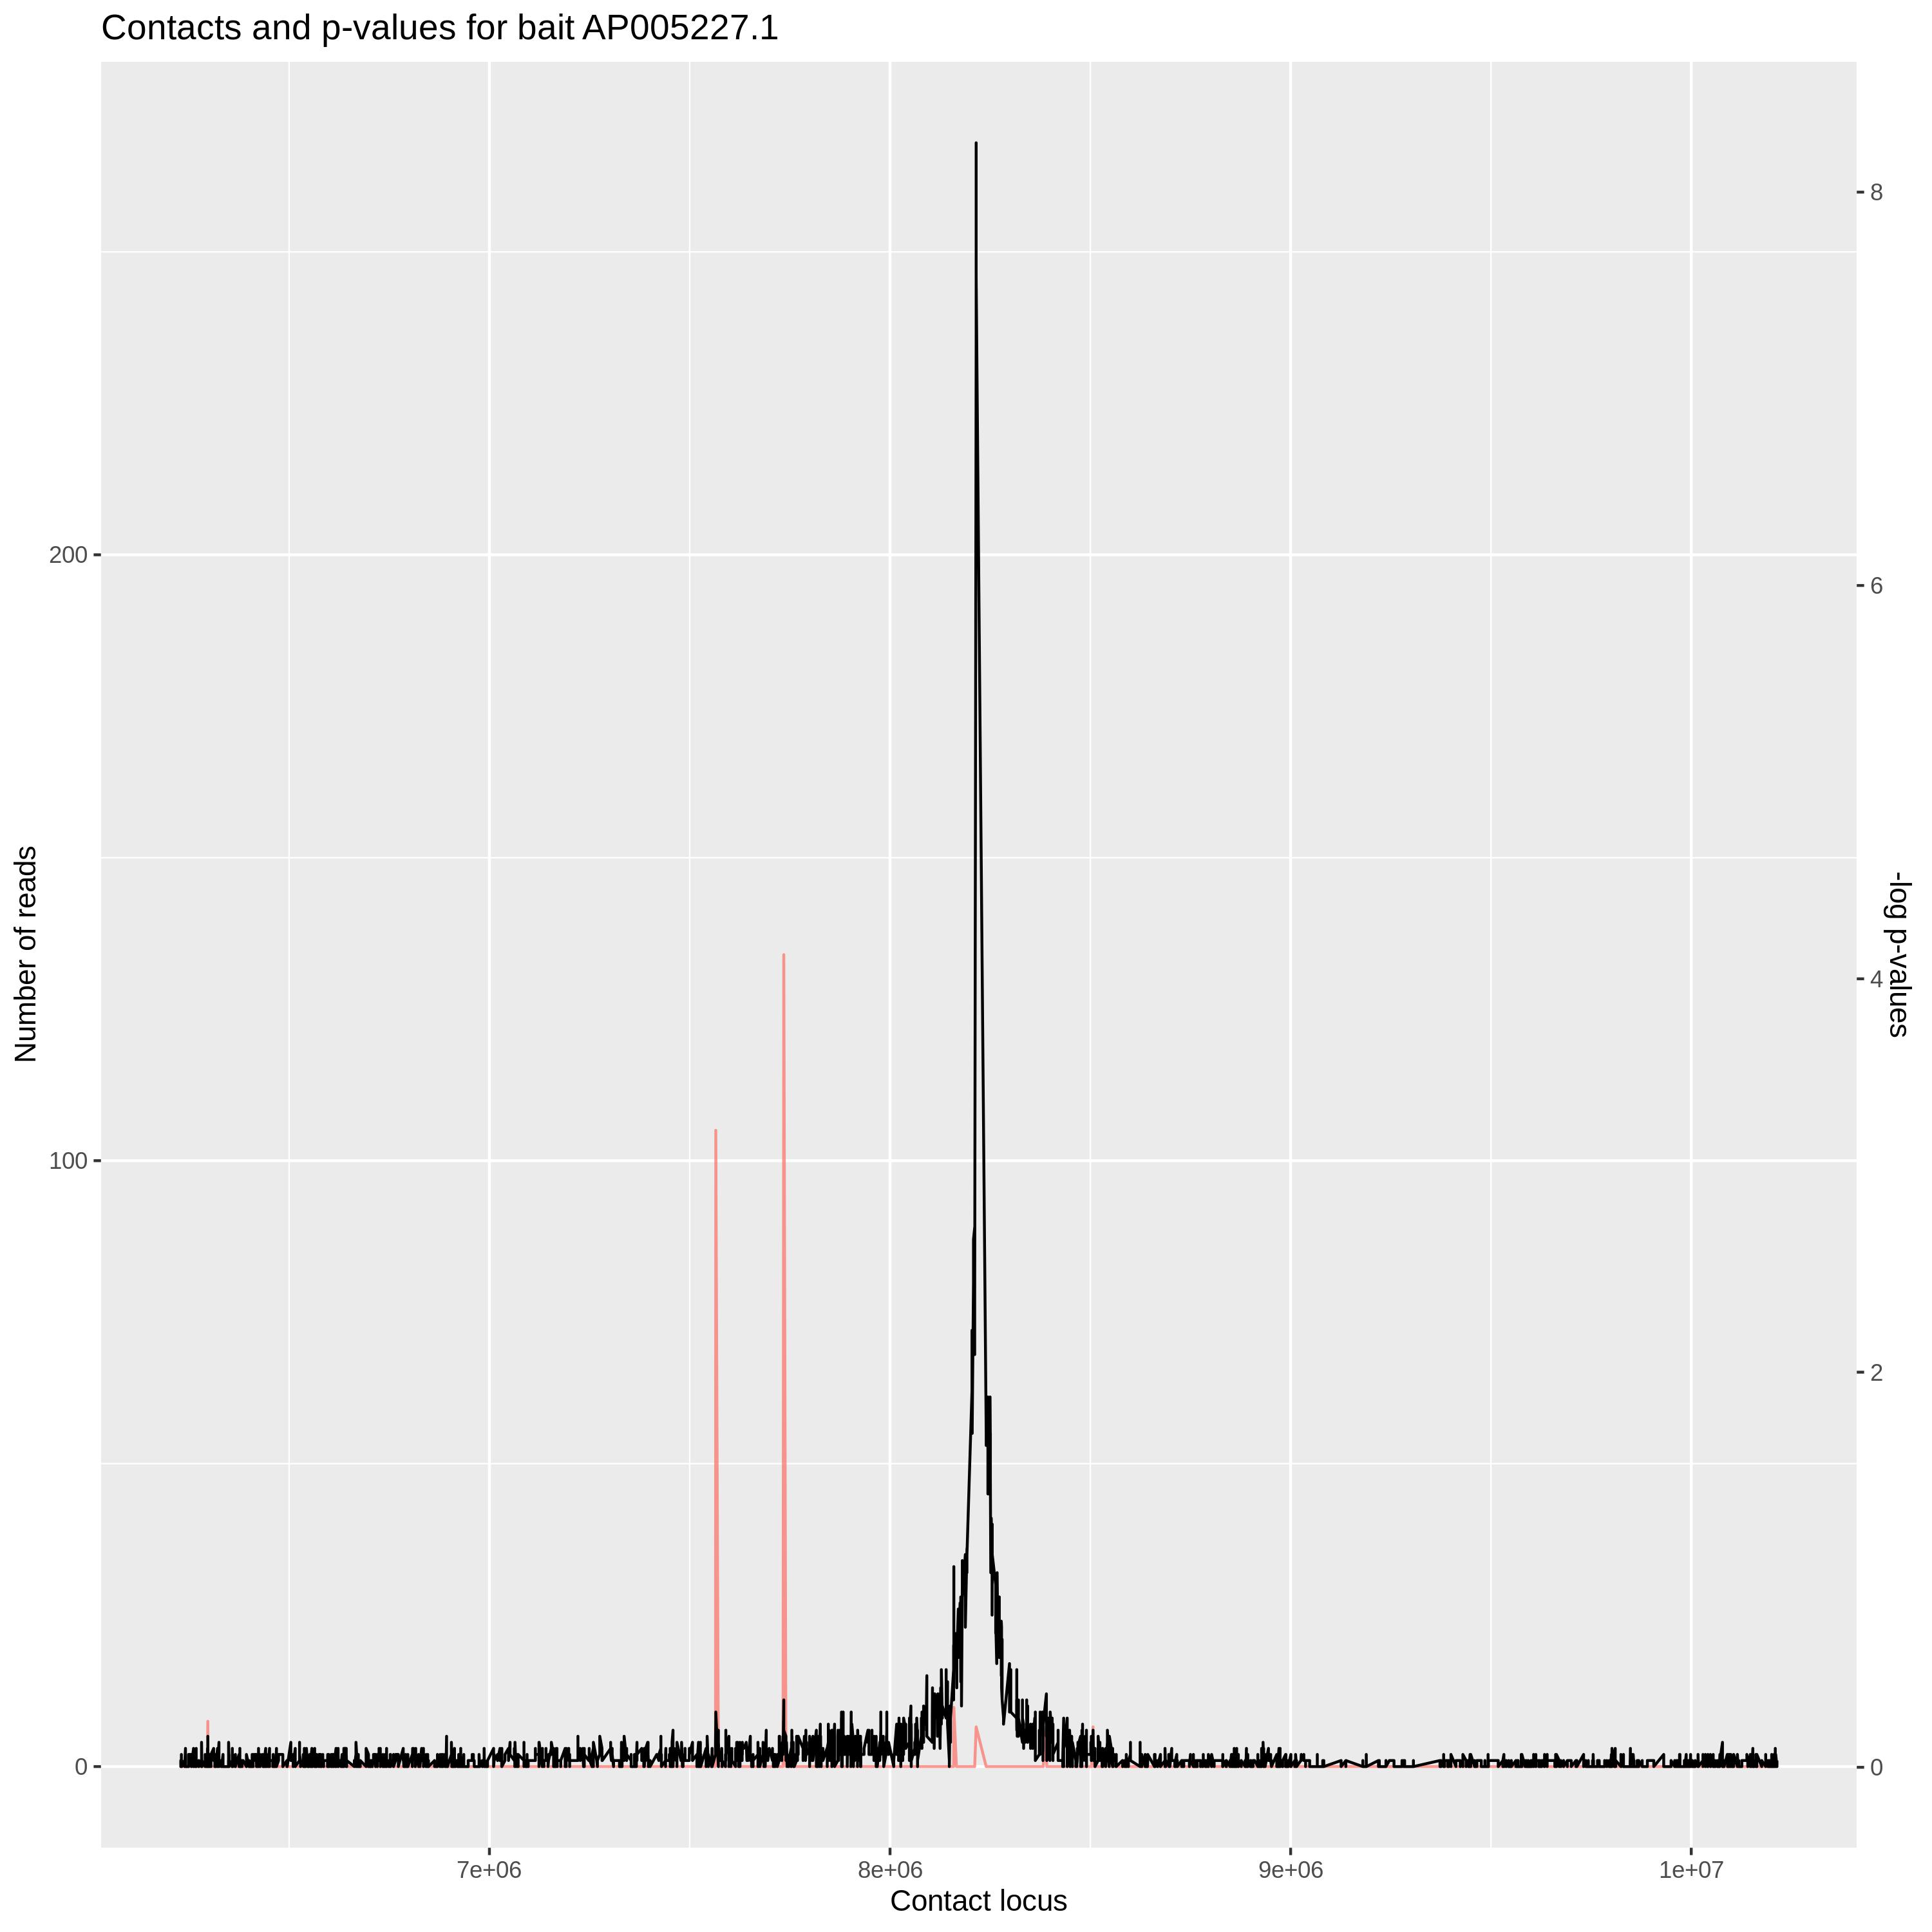 Contacts and p-values for bait AP005227.1
200
100
0
Number of reads
8
6
4
2
0
-log p-values
7e+06
8e+06
9e+06
1e+07
Contact locus